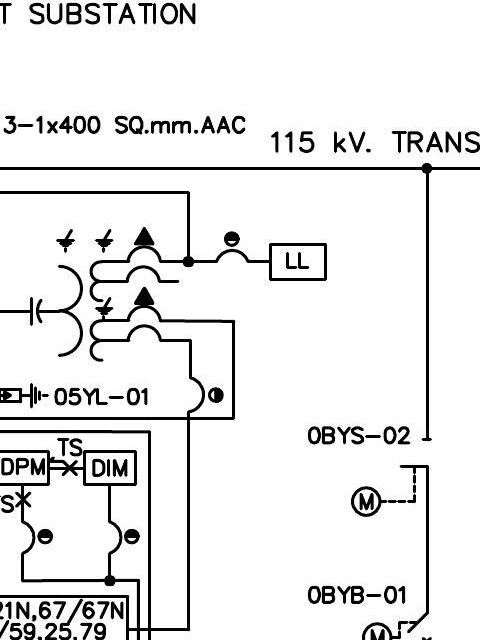 T SUBSTATION
3-1x400 SQ.mm.AAC
115 kV. TRANS
LL
05YL-01
0BYS-02
TS
DPM
DIM
S
M
0BYB-01
21N,67/67N
/59,25,79
M